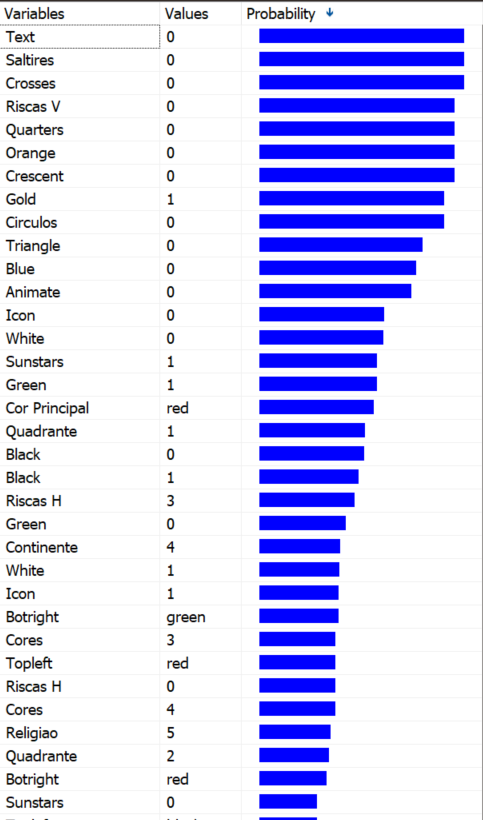 Variables Values Probability ↓
Text 0
Saltires 0
Crosses 0
Riscas V 0
Quarters 0
Orange 0
Crescent 0
Gold 1
Circulos 0
Triangle 0
Blue 0
Animate 0
Icon 0
White 0
Sunstars 1
Green 1
Cor Principal red
Quadrante 1
Black 0
Black 1
Riscas H 3
Green 0
Continente 4
White 1
Icon 1
Botright green
Cores 3
Topleft red
Riscas H 0
Cores 4
Religiao 5
Quadrante 2
Botright red
Sunstars 0